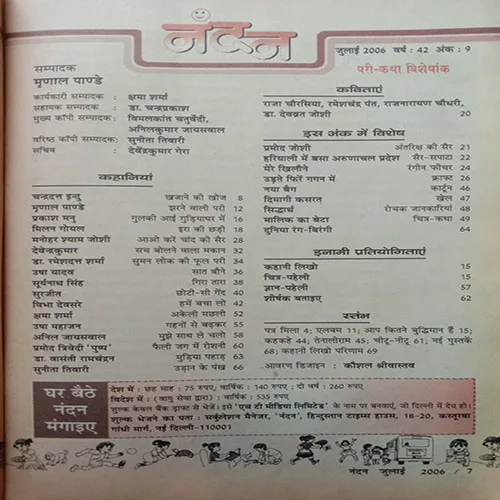 नंदन
जुलाई 2006 वर्ष : 42 अंक : 9
परी-कथा विशेषांक
सम्पादक
मृणाल पाण्डे
कार्यकारी सम्पादक : क्षमा शर्मा
सहायक सम्पादक : डा. चन्द्रप्रकाश
मुख्य कॉपी सम्पादक : विमलकांत चतुर्वेदी,
अनिलकुमार जायसवाल
वरिष्ठ कॉपी सम्पादक: सुनीता तिवारी
सचिव : देवेंद्रकुमार गेरा
कहानियां
चन्द्रदत्त इन्दु खजाने की खोज 8
मृणाल पाण्डे झरने वाली परी 12
प्रकाश मनु गुलकी आई गुड़ियाघर में 16
मिलन गोयल इरा की छड़ी 18
मनोहर श्याम जोशी आओ करें चांद की सैर 28
देवेन्द्रकुमार सच बोलने वाला मकान 32
डा. रमेशदत्त शर्मा सुमन लोक की फूल परी 34
उषा यादव सात बौने 36
सूर्यनाथ सिंह गिरा तारा 38
सुरजीत छोटी-सी गेंद 40
विभा देवसरे हमें बचा लो 42
क्षमा शर्मा अकेली मछली 52
उषा महाजन गहनों से बढ़कर 55
अनिल जायसवाल मुझे साथ ले चलो 58
प्रमोद त्रिवेदी 'पुष्प' फैली जग में रोशनी 60
डा. वासंती रामचंद्रन मुड़िया पहाड़ 63
सुनीता तिवारी उड़ान के पंख 66
कविताएं
राजा चौरसिया, रमेशचंद्र पंत, राजनारायण चौधरी,
डा. देवव्रत जोशी 20
इस अंक में विशेष
प्रमोद जोशी अंतरिक्ष की सैर 21
हरियाली में बसा अरुणाचल प्रदेश सैर-सपाटा 22
मेरे खिलौने रंगीन फीचर 24
उड़ते फिरें गगन में क्राफ्ट 26
नया बैग कार्टून 46
दिमागी कसरत खेल 47
सिद्धार्थ रोचक जानकारियां 48
मालिक का बेटा चित्र-कथा 49
दुनिया रंग-बिरंगी 64
इनामी प्रतियोगिताएं
कहानी लिखो 15
चित्र-पहेली 15
ज्ञान-पहेली 57
शीर्षक बताइए 62
स्तंभ
पत्र मिला 4; एलबम 11; आप कितने बुद्धिमान हैं 15;
कहकहे 44; तेनालीराम 45; चीटू-नीटू 61; नई पुस्तकें
68; कहानी लिखो परिणाम 69
आवरण डिजाइन : कौशल श्रीवास्तव
घर बैठे
नंदन
मंगाइए
देश में : छह माह : 75 रुपए, वार्षिक : 140 रुपए ; दो वर्ष : 260 रुपए
विदेश में : (वायु सेवा द्वारा) वार्षिक : 535 रुपए
शुल्क केवल बैंक ड्राफ्ट से भेजें। इसे 'एच टी मीडिया लिमिटेड' के नाम पर बनवाएं, जो दिल्ली में देय हो।
शुल्क भेजने का पता : सर्कुलेशन मैनेजर, 'नंदन', हिन्दुस्तान टाइम्स हाउस, 18-20, कस्तूरबा
गांधी मार्ग, नई दिल्ली-110001
नंदन जुलाई 2006 / 7